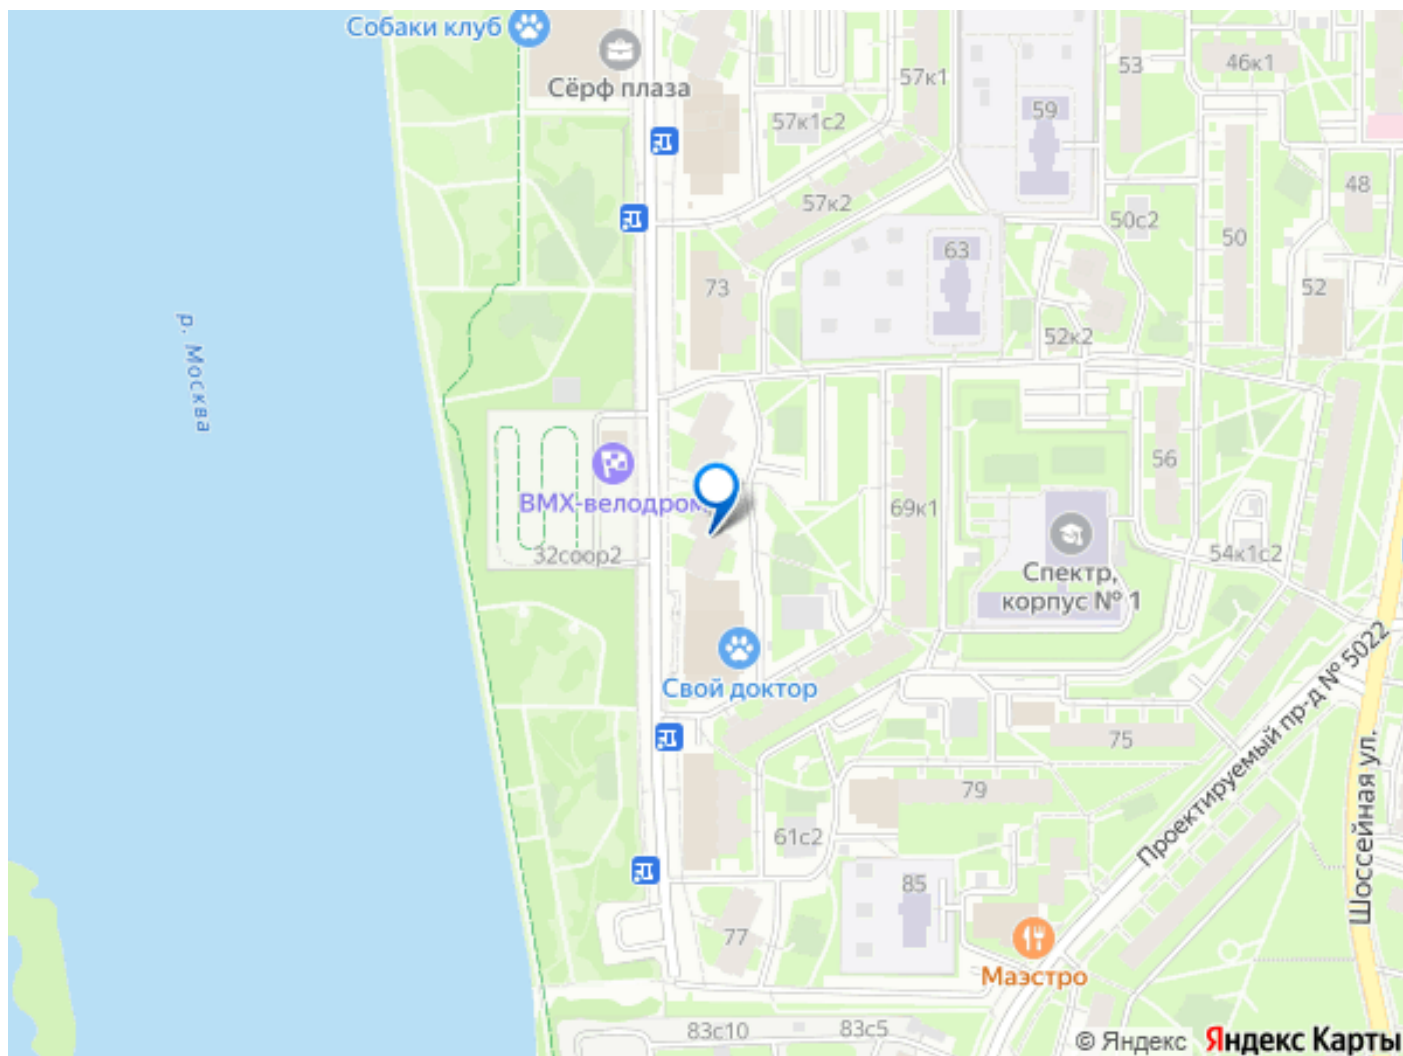 Собаки клуб
Сёрф плаза
57к1
53
46к1
57к1с2
59
57к2
48
50с2
50
63
73
52
52к2
р. Москва
56
BMX-велодром
69к1
32соор2
54к1с2
Спектр,
корпус № 1
Свой доктор
75
Проектируемый пр-д № 5022
Шоссейная ул.
79
61с2
85
77
Маэстро
83с10
83с5
© Яндекс
Яндекс Карты